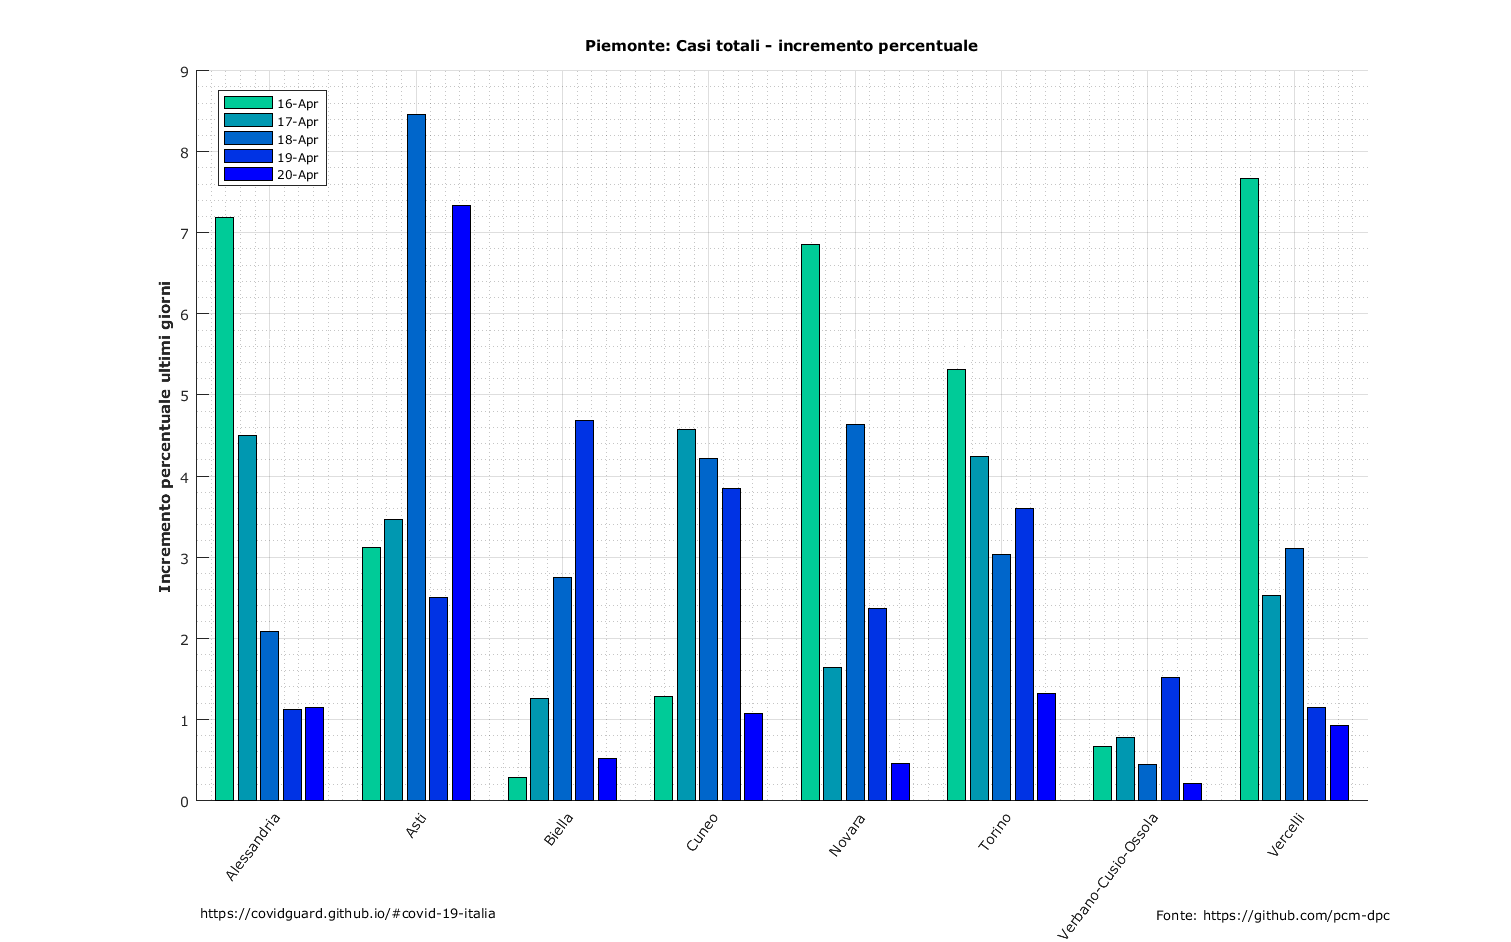 Piemonte: Casi totali - incremento percentuale
9
8
7
6
5
4
3
2
1
0
Incremento percentuale ultimi giorni
16-Apr
17-Apr
18-Apr
19-Apr
20-Apr
Alessandria
Asti
Biella
Cuneo
Novara
Torino
Verbano-Cusio-Ossola
Vercelli
https://covidguard.github.io/#covid-19-italia
Fonte: https://github.com/pcm-dpc